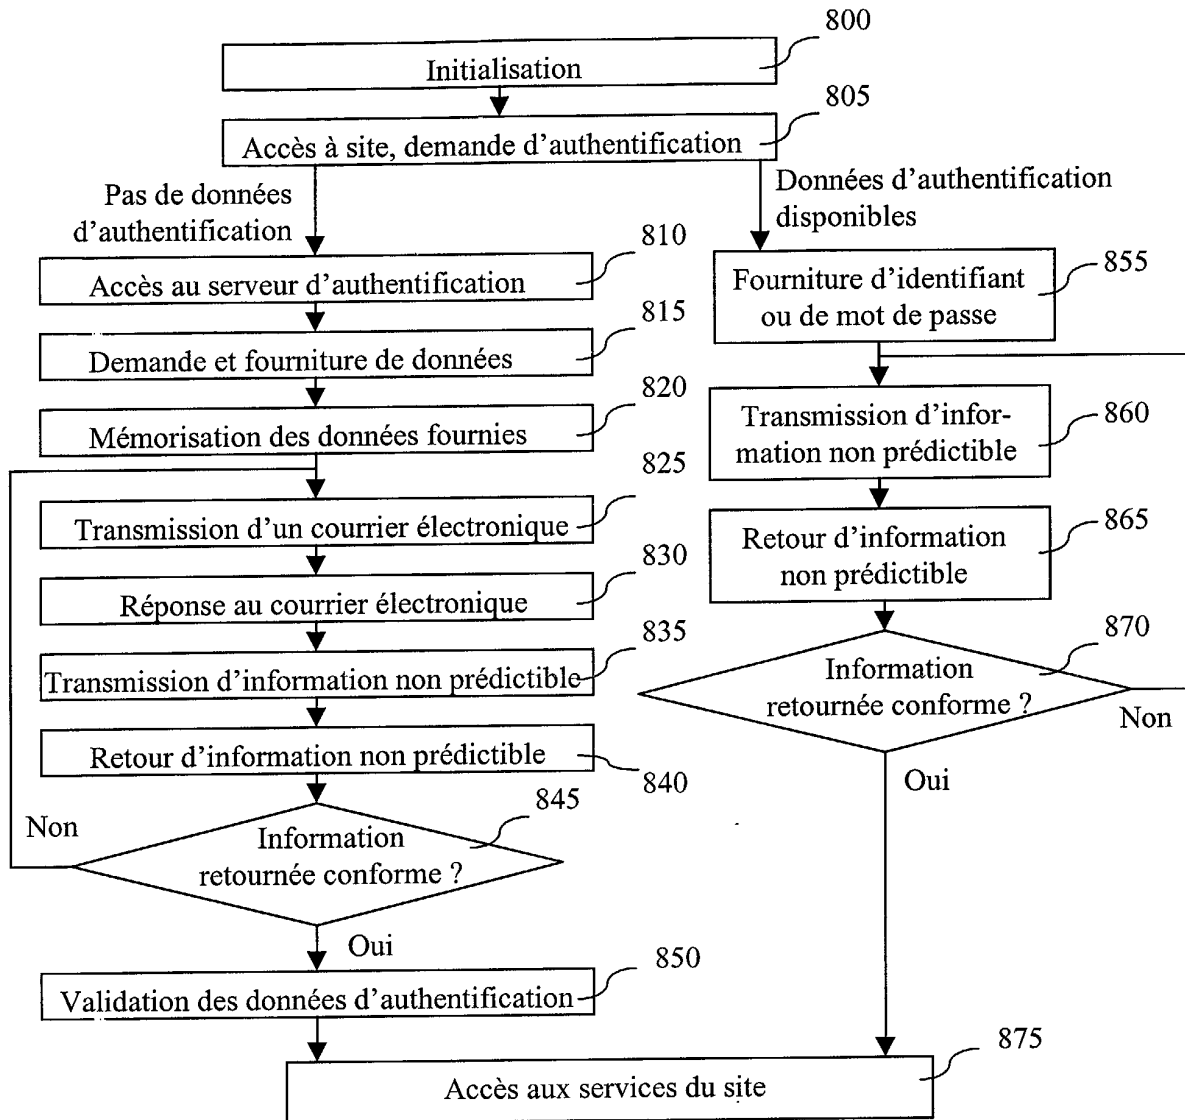 800
Initialisation
805
Accès à site, demande d'authentification
Pas de données
d'authentification
Données d'authentification
disponibles
810
Accès au serveur d'authentification
855
Fourniture d'identifiant
ou de mot de passe
815
Demande et fourniture de données
820
Mémorisation des données fournies
860
Transmission d'infor-
mation non prédictible
825
Transmission d'un courrier électronique
865
Retour d'information
non prédictible
830
Réponse au courrier électronique
835
Transmission d'information non prédictible
870
Information
retournée conforme ?
Non
Retour d'information non prédictible
840
Oui
845
Non
Information
retournée conforme ?
Oui
850
Validation des données d'authentification
875
Accès aux services du site